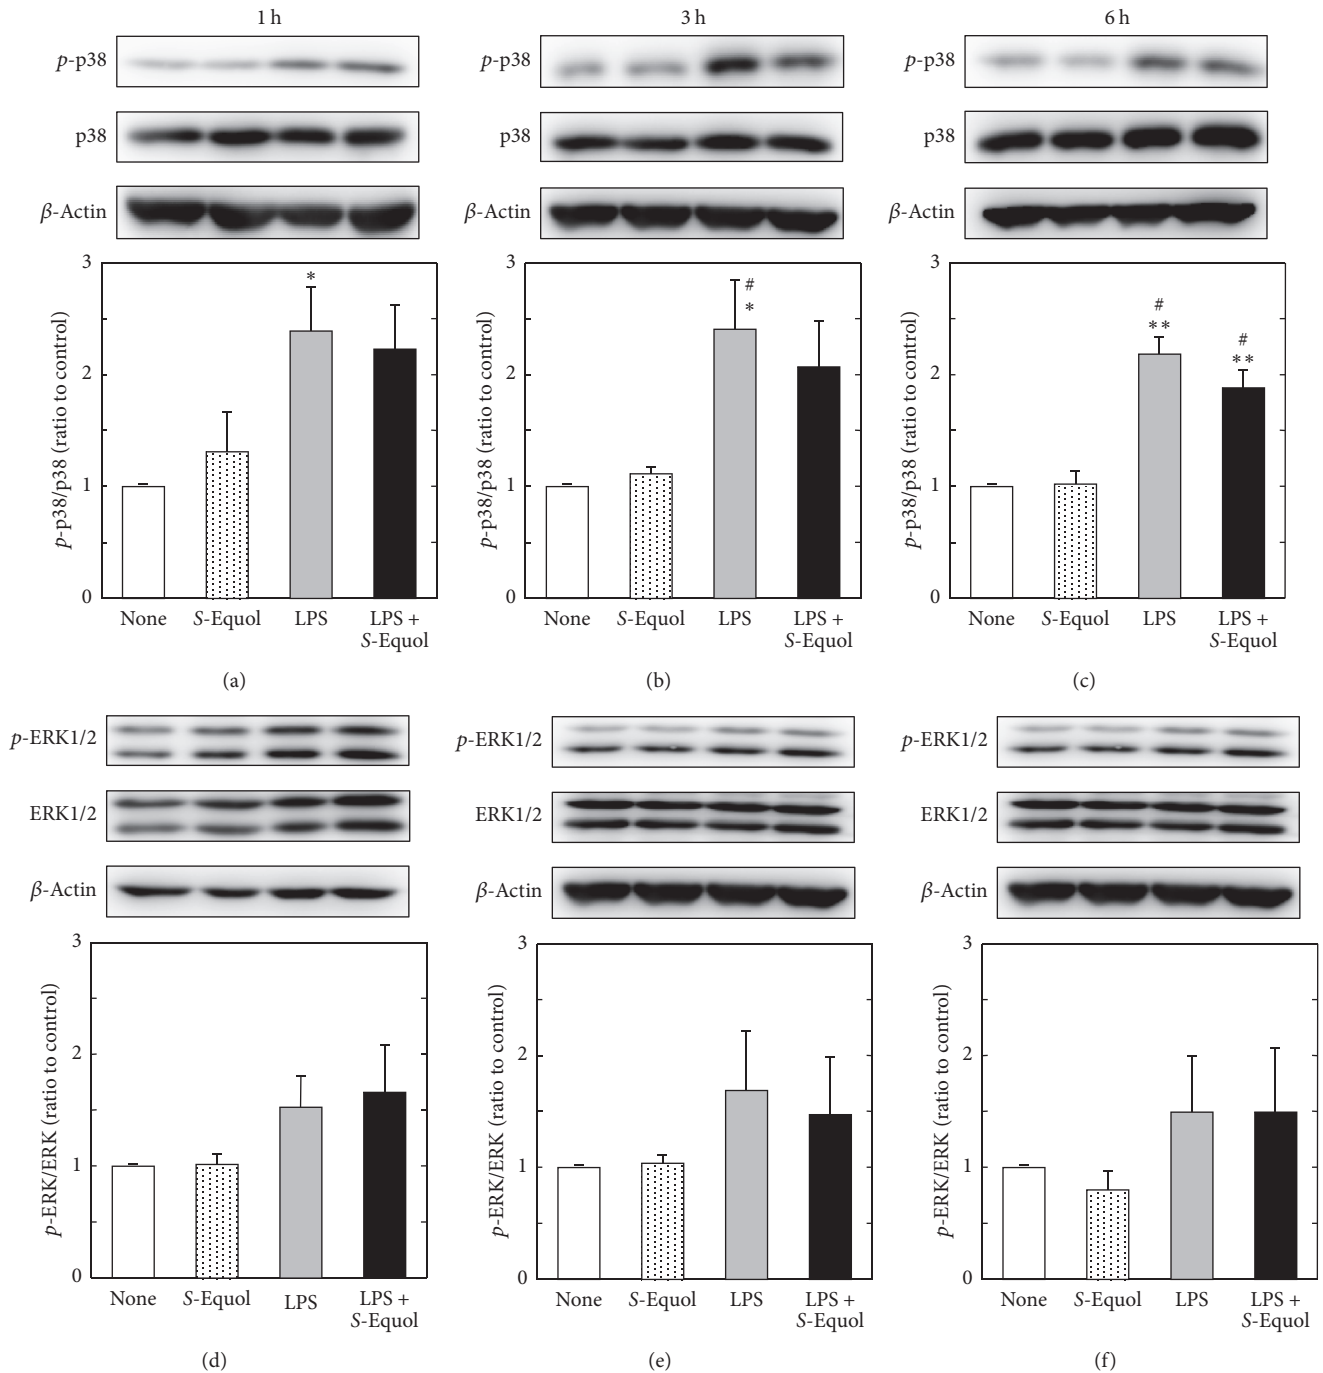 1 h
3 h
6 h
p-p38
p-p38
p-p38
p38
p38
p38
β-Actin
β-Actin
β-Actin
p-p38/p38 (ratio to control)
3
2
1
0
*
None
S-Equol
LPS
LPS +
S-Equol
(a)
p-p38/p38 (ratio to control)
3
2
1
0
#
*
None
S-Equol
LPS
LPS +
S-Equol
(b)
p-p38/p38 (ratio to control)
3
2
1
0
#
**
#
**
None
S-Equol
LPS
LPS +
S-Equol
(c)
p-ERK1/2
p-ERK1/2
p-ERK1/2
ERK1/2
ERK1/2
ERK1/2
β-Actin
β-Actin
β-Actin
p-ERK/ERK (ratio to control)
3
2
1
0
None
S-Equol
LPS
LPS +
S-Equol
(d)
p-ERK/ERK (ratio to control)
3
2
1
0
None
S-Equol
LPS
LPS +
S-Equol
(e)
p-ERK/ERK (ratio to control)
3
2
1
0
None
S-Equol
LPS
LPS +
S-Equol
(f)